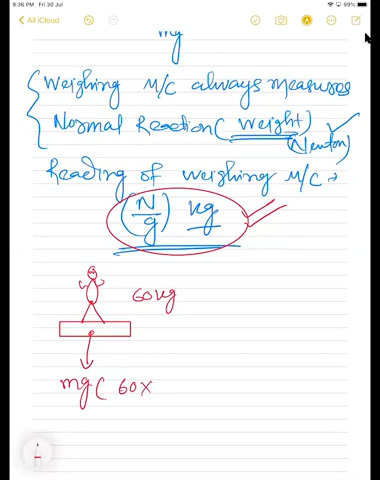 9:36 PM Fri 30 Jul
99%
All iCloud
mg
Weighing M/C always measures
Normal Reaction ( Weight )
(Newton)
Reading of weighing M/C →
(N/g) kg
60kg
mg ( 60x